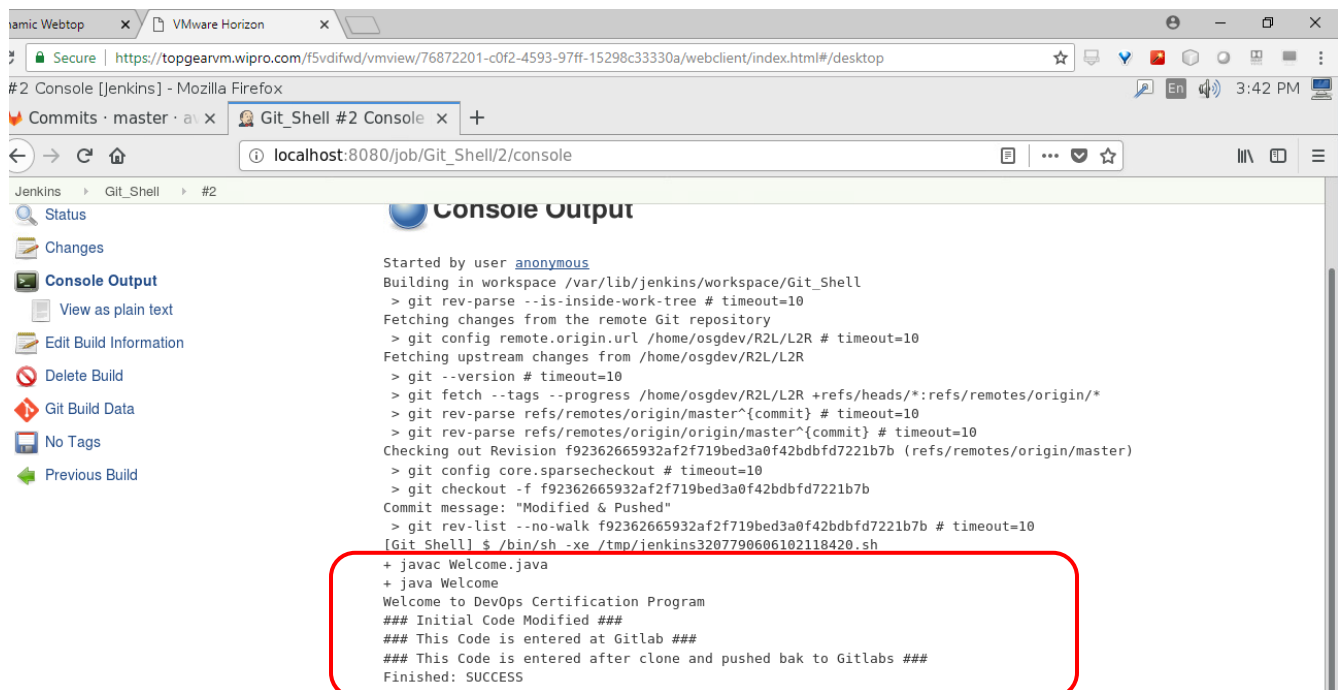 namic Webtop
VMware Horizon
Secure | https://topgearvm.wipro.com/f5vdifwd/vmview/76872201-c0f2-4593-97ff-15298c33330a/webclient/index.html#/desktop
#2 Console [Jenkins] - Mozilla Firefox
En
3:42 PM
Commits · master · a
Git_Shell #2 Console
localhost:8080/job/Git_Shell/2/console
Jenkins
Git_Shell
#2
Status
Changes
Console Output
View as plain text
Edit Build Information
Delete Build
Git Build Data
No Tags
Previous Build
Console Output
Started by user anonymous
Building in workspace /var/lib/jenkins/workspace/Git_Shell
> git rev-parse --is-inside-work-tree # timeout=10
Fetching changes from the remote Git repository
> git config remote.origin.url /home/osgdev/R2L/L2R # timeout=10
Fetching upstream changes from /home/osgdev/R2L/L2R
> git --version # timeout=10
> git fetch --tags --progress /home/osgdev/R2L/L2R +refs/heads/*:refs/remotes/origin/*
> git rev-parse refs/remotes/origin/master^{commit} # timeout=10
> git rev-parse refs/remotes/origin/origin/master^{commit} # timeout=10
Checking out Revision f92362665932af2f719bed3a0f42bdbfd7221b7b (refs/remotes/origin/master)
> git config core.sparsecheckout # timeout=10
> git checkout -f f92362665932af2f719bed3a0f42bdbfd7221b7b
Commit message: "Modified & Pushed"
> git rev-list --no-walk f92362665932af2f719bed3a0f42bdbfd7221b7b # timeout=10
[Git_Shell] $ /bin/sh -xe /tmp/jenkins3207790606102118420.sh
+ javac Welcome.java
+ java Welcome
Welcome to DevOps Certification Program
### Initial Code Modified ###
### This Code is entered at Gitlab ###
### This Code is entered after clone and pushed bak to Gitlabs ###
Finished: SUCCESS